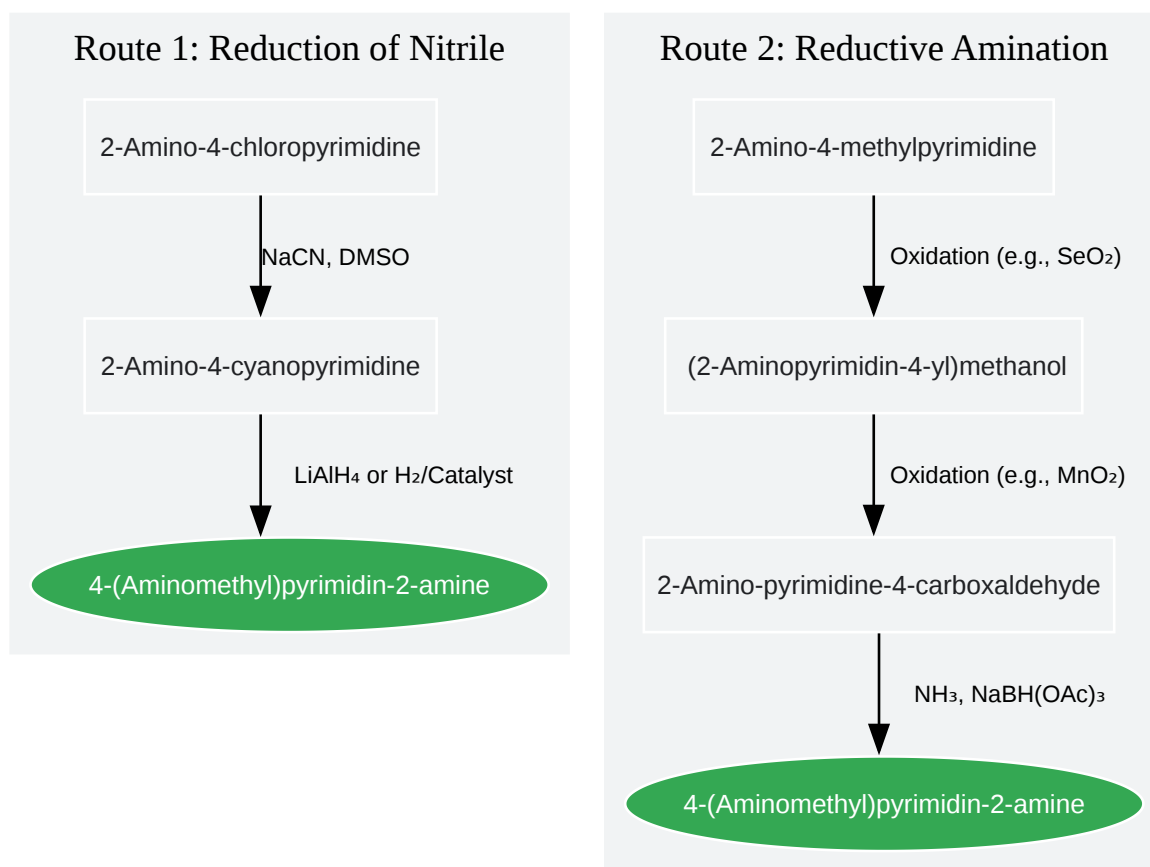 Route 1: Reduction of Nitrile
2-Amino-4-chloropyrimidine
NaCN, DMSO
2-Amino-4-cyanopyrimidine
LiAlH₄ or H₂/Catalyst
4-(Aminomethyl)pyrimidin-2-amine
Route 2: Reductive Amination
2-Amino-4-methylpyrimidine
Oxidation (e.g., SeO₂)
(2-Aminopyrimidin-4-yl)methanol
Oxidation (e.g., MnO₂)
2-Amino-pyrimidine-4-carboxaldehyde
NH₃, NaBH(OAc)₃
4-(Aminomethyl)pyrimidin-2-amine